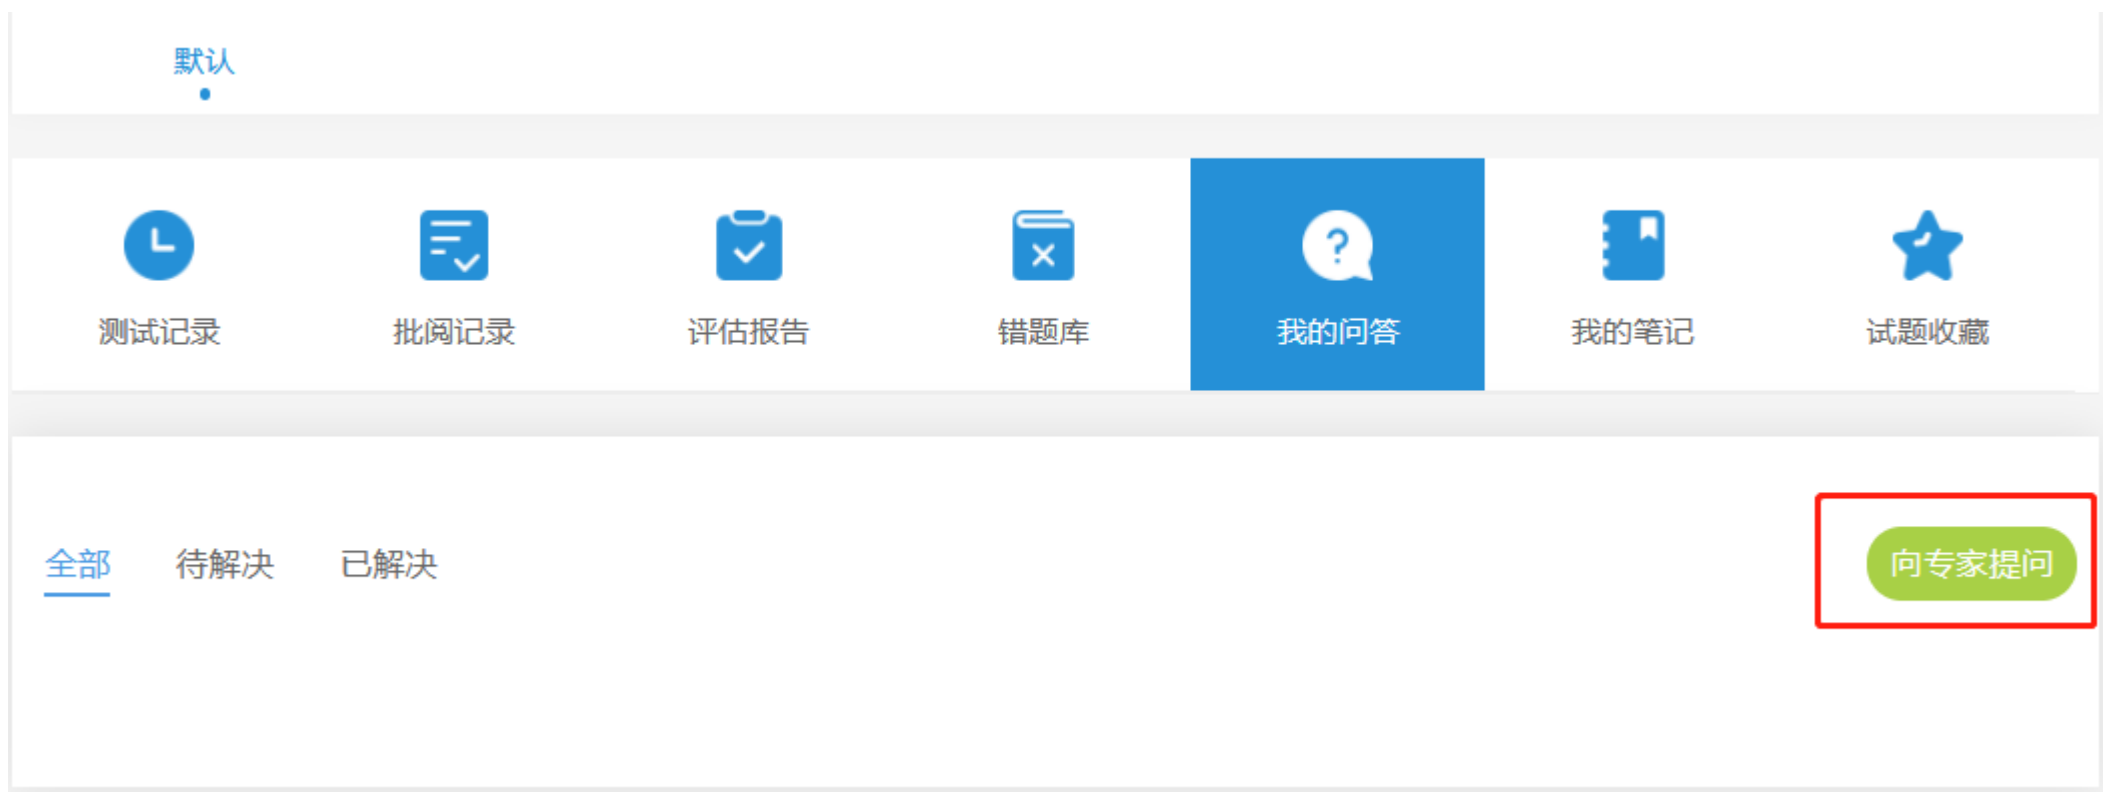 默认
测试记录 批阅记录 评估报告 错题库 我的问答 我的笔记 试题收藏
全部 待解决 已解决 向专家提问